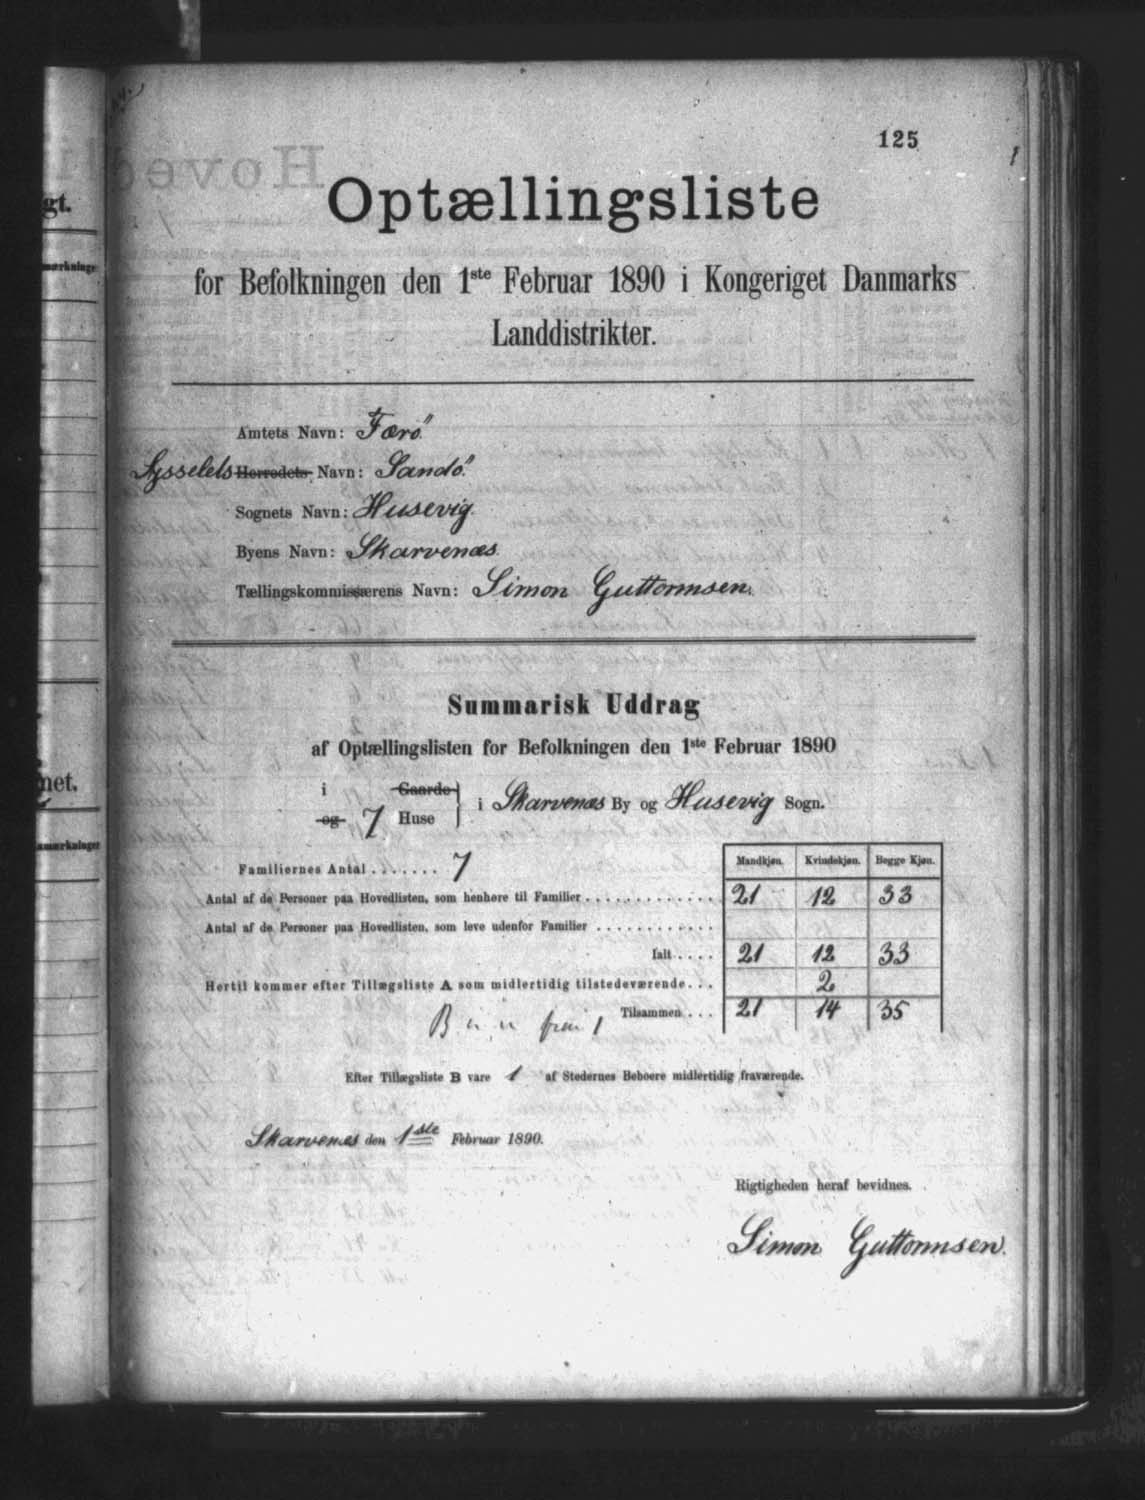 125
Optællingsliste
for Befolkningen den 1ste Februar 1890 i Kongeriget Danmarks
Landdistrikter.
Amtets Navn: Færö.
Sysselets Herredets Navn: Sandö.
Sognets Navn: Husevig.
Byens Navn: Skarvenæs.
Tællingskommissærens Navn: Simon Guttormsen.
Summarisk Uddrag
af Optællingslisten for Befolkningen den 1ste Februar 1890
i Gaarde
og 7 Huse } i Skarvenæs By og Husevig Sogn.
Mandkjøn. Kvindekjøn. Begge Kjøn.
Familiernes Antal ....... 7
Antal af de Personer paa Hovedlisten, som henhøre til Familier ............. 21 12 33
Antal af de Personer paa Hovedlisten, som leve udenfor Familier ............
Ialt .... 21 12 33
Hertil kommer efter Tillægsliste A som midlertidig tilstedeværende... 2
Tilsammen ... 21 14 35
Efter Tillægsliste B vare 1 af Stedernes Beboere midlertidig fraværende.
Skarvenæs den 1ste Februar 1890.
Rigtigheden heraf bevidnes.
Simon Guttormsen.